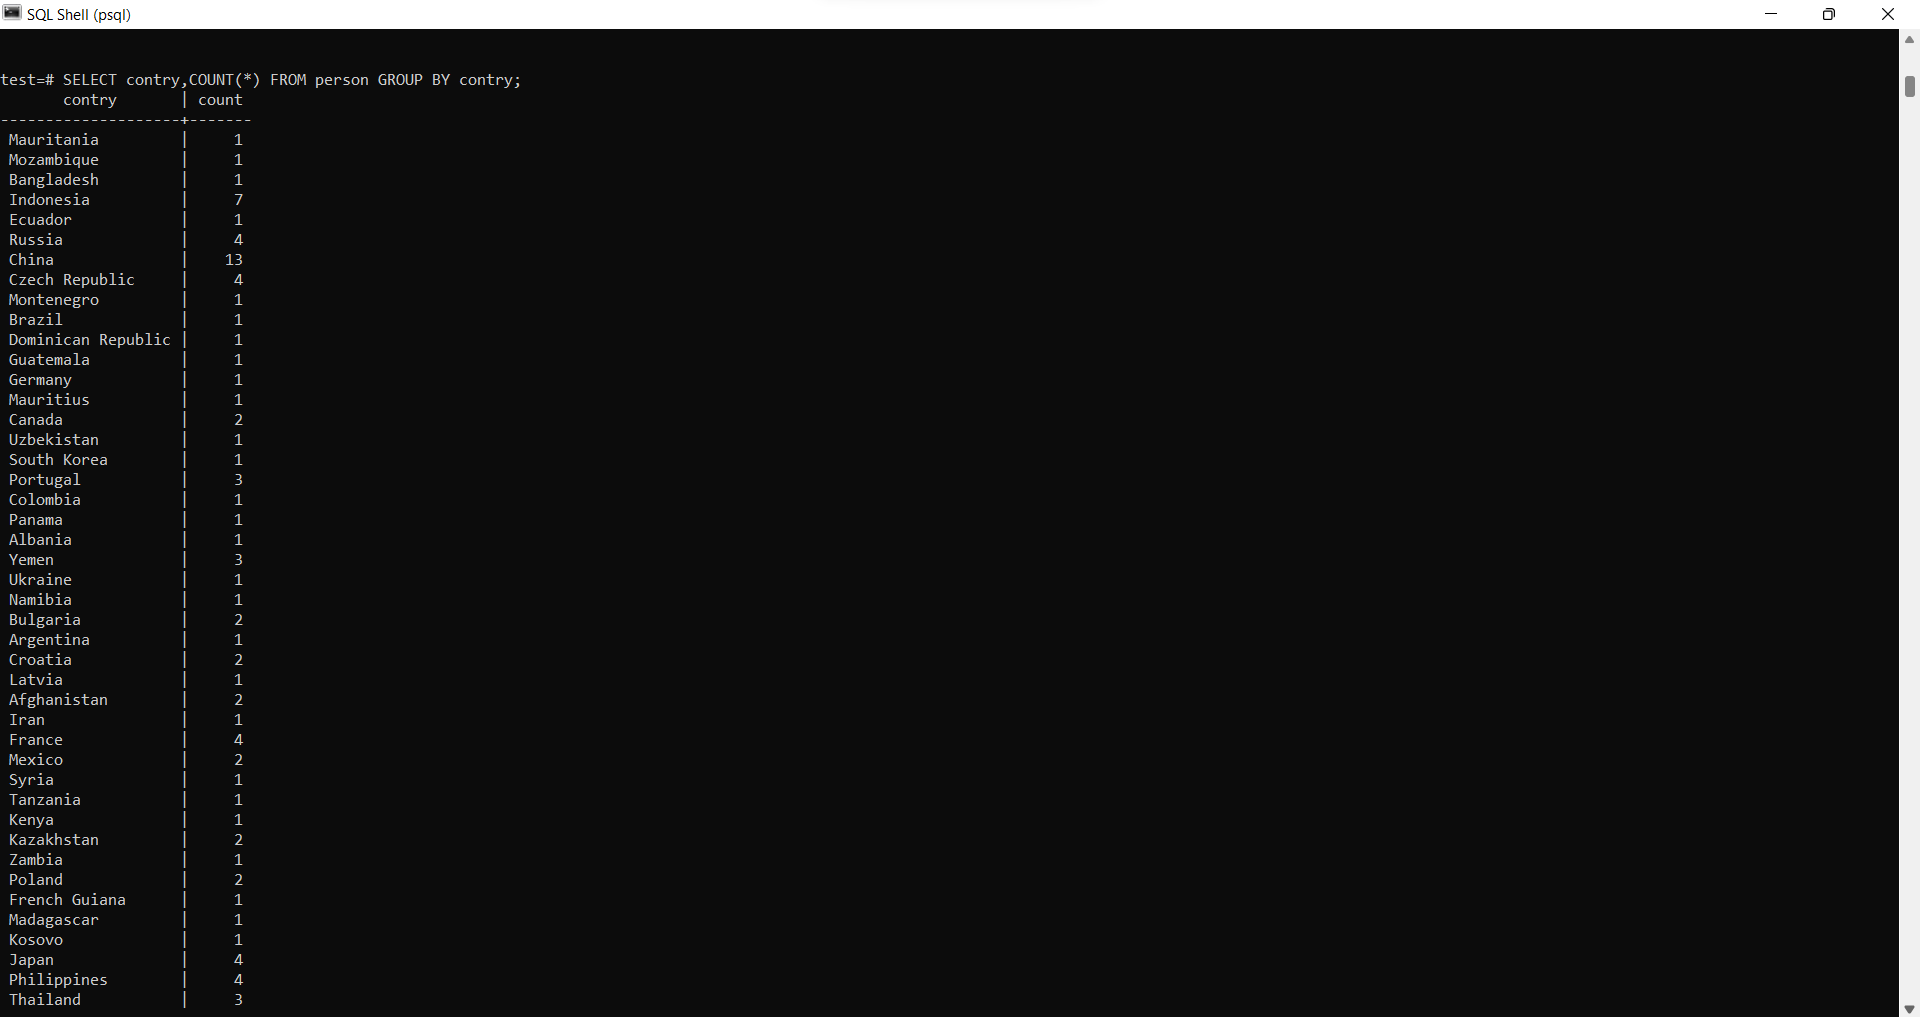 SQL Shell (psql)
test=# SELECT contry,COUNT(*) FROM person GROUP BY contry;
       contry       | count
--------------------+-------
 Mauritania         |     1
 Mozambique         |     1
 Bangladesh         |     1
 Indonesia          |     7
 Ecuador            |     1
 Russia             |     4
 China              |    13
 Czech Republic     |     4
 Montenegro         |     1
 Brazil             |     1
 Dominican Republic |     1
 Guatemala          |     1
 Germany            |     1
 Mauritius          |     1
 Canada             |     2
 Uzbekistan         |     1
 South Korea        |     1
 Portugal           |     3
 Colombia           |     1
 Panama             |     1
 Albania            |     1
 Yemen              |     3
 Ukraine            |     1
 Namibia            |     1
 Bulgaria           |     2
 Argentina          |     1
 Croatia            |     2
 Latvia             |     1
 Afghanistan        |     2
 Iran               |     1
 France             |     4
 Mexico             |     2
 Syria              |     1
 Tanzania           |     1
 Kenya              |     1
 Kazakhstan         |     2
 Zambia             |     1
 Poland             |     2
 French Guiana      |     1
 Madagascar         |     1
 Kosovo             |     1
 Japan              |     4
 Philippines        |     4
 Thailand           |     3